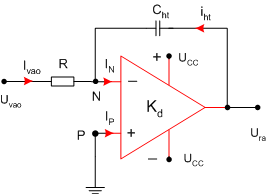 C_ht
i_ht
I_vao
R
I_N
+
U_CC
N
−
U_vao
K_d
P
I_P
+
U_ra
−
U_CC